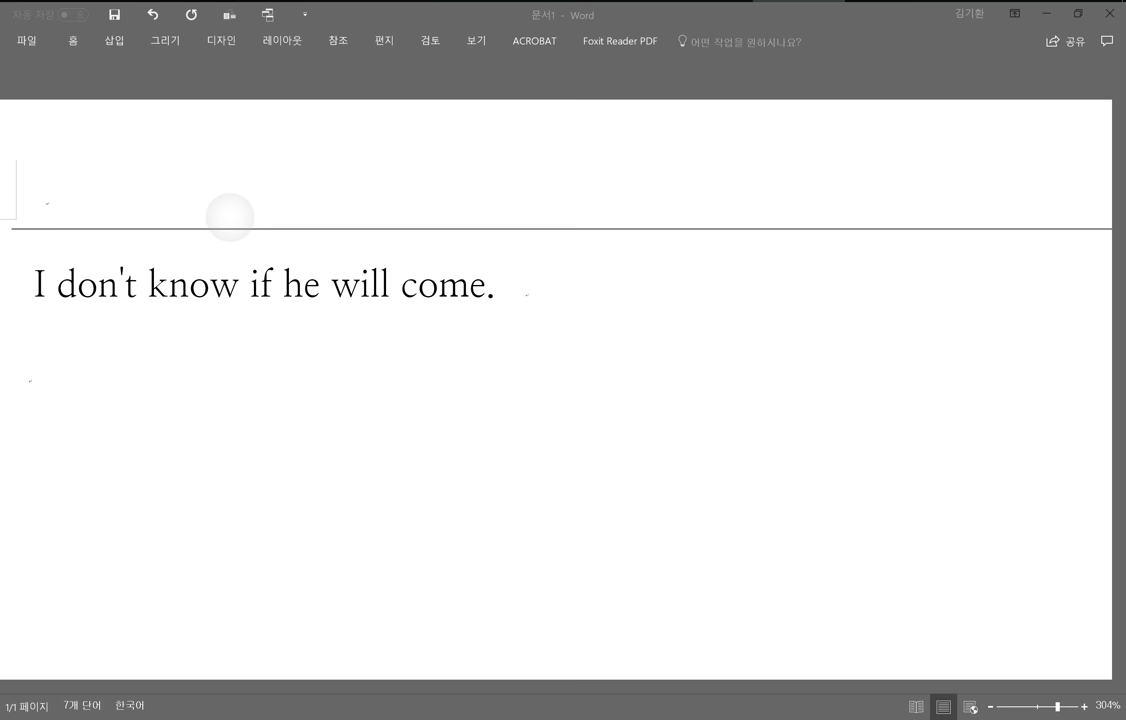 자동 저장
문서1 - Word
김기환
파일 홈 삽입 그리기 디자인 레이아웃 참조 편지 검토 보기 ACROBAT Foxit Reader PDF 어떤 작업을 원하시나요? 공유
I don't know if he will come.
1/1 페이지 7개 단어 한국어 304%